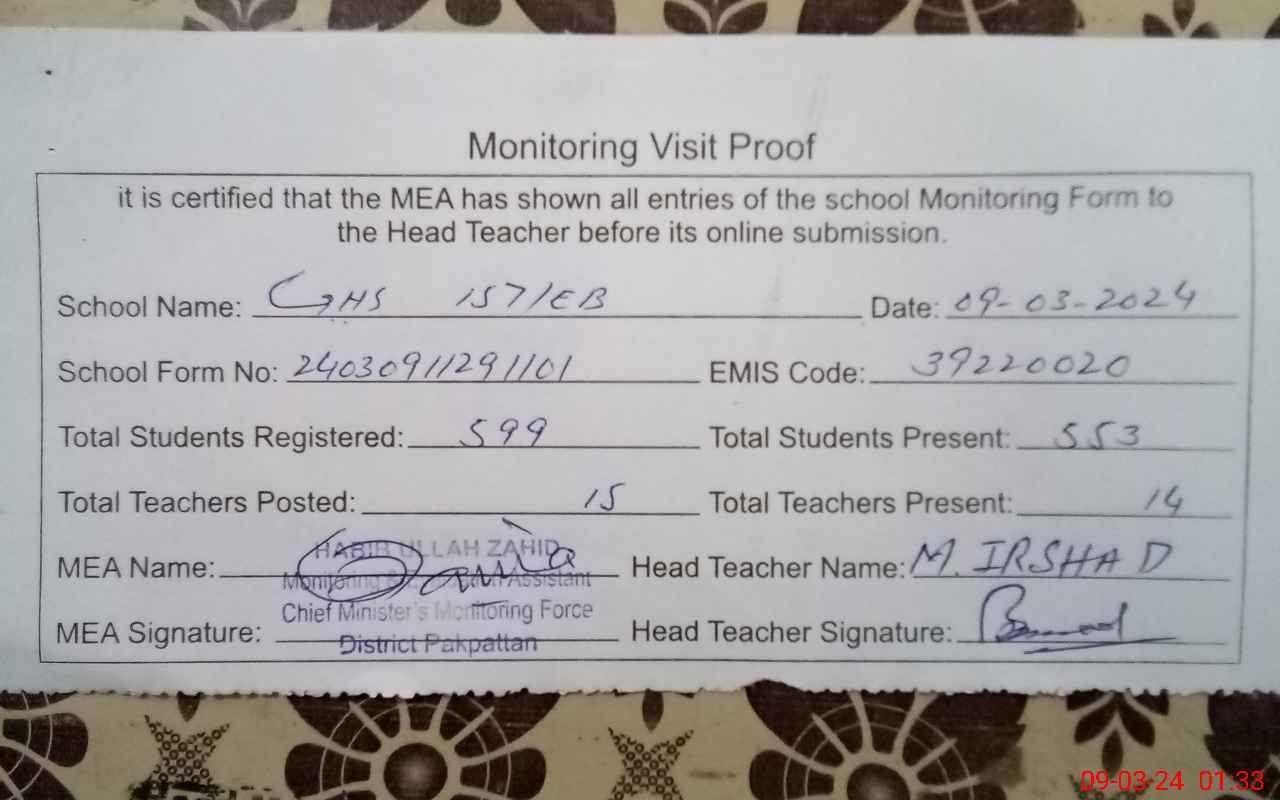 Monitoring Visit Proof
it is certified that the MEA has shown all entries of the school Monitoring Form to
the Head Teacher before its online submission.
School Name: GHS 157/EB Date: 09-03-2024
School Form No: 24030911291101 EMIS Code: 39220020
Total Students Registered: 599 Total Students Present: 553
Total Teachers Posted: 15 Total Teachers Present: 14
HABIB ULLAH ZAHID
MEA Name: Monitoring Assistant Head Teacher Name: M. IRSHAD
Chief Minister's Monitoring Force
MEA Signature: District Pakpattan Head Teacher Signature:
09-03-24 01:33